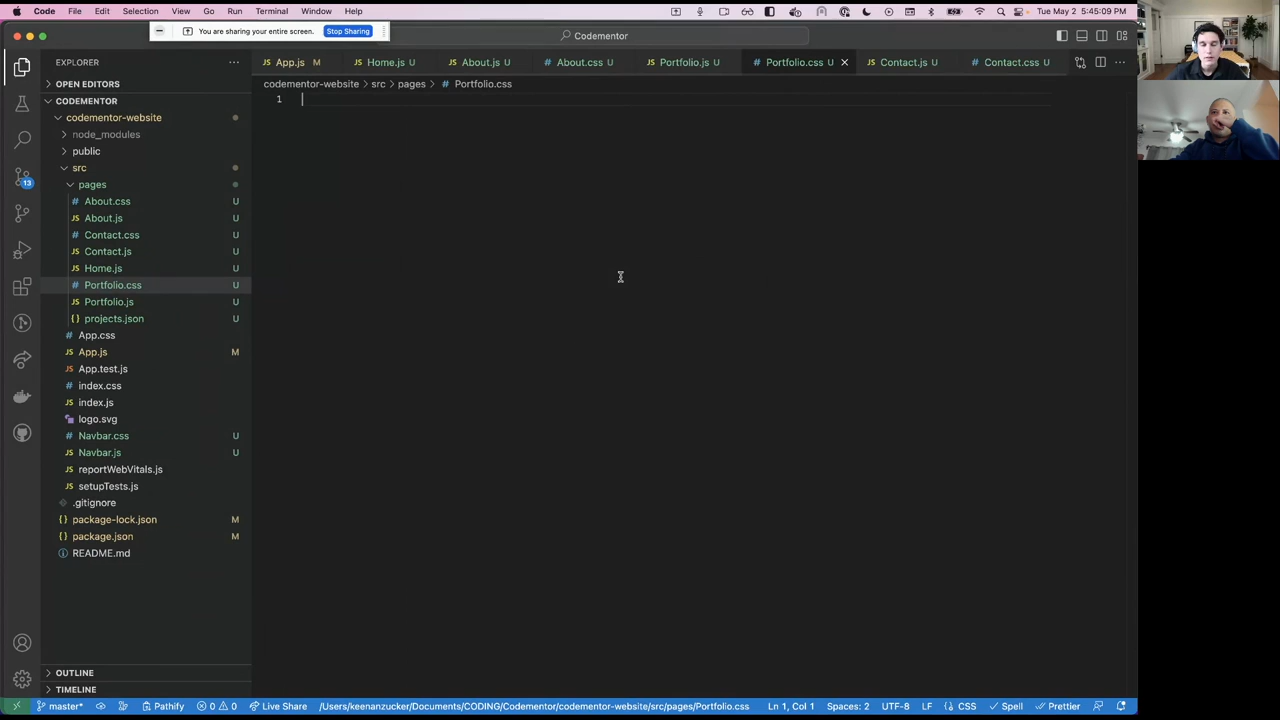 Code File Edit Selection View Go Run Terminal Window Help Tue May 2 5:45:09 PM
You are sharing your entire screen. Stop Sharing
Codementor
EXPLORER
App.js M Home.js U About.js U About.css U Portfolio.js U Portfolio.css U Contact.js U Contact.css U
codementor-website > src > pages > # Portfolio.css
1
OPEN EDITORS
CODEMENTOR
codementor-website
node_modules
public
src
pages
About.css U
About.js U
Contact.css U
Contact.js U
Home.js U
Portfolio.css U
Portfolio.js U
projects.json U
App.css
App.js M
App.test.js
index.css
index.js
logo.svg
Navbar.css U
Navbar.js U
reportWebVitals.js
setupTests.js
.gitignore
package-lock.json M
package.json M
README.md
13
OUTLINE
TIMELINE
master* Pathify 0 0 Live Share /Users/keenanzucker/Documents/CODING/Codementor/codementor-website/src/pages/Portfolio.css Ln 1, Col 1 Spaces: 2 UTF-8 LF CSS Spell Prettier